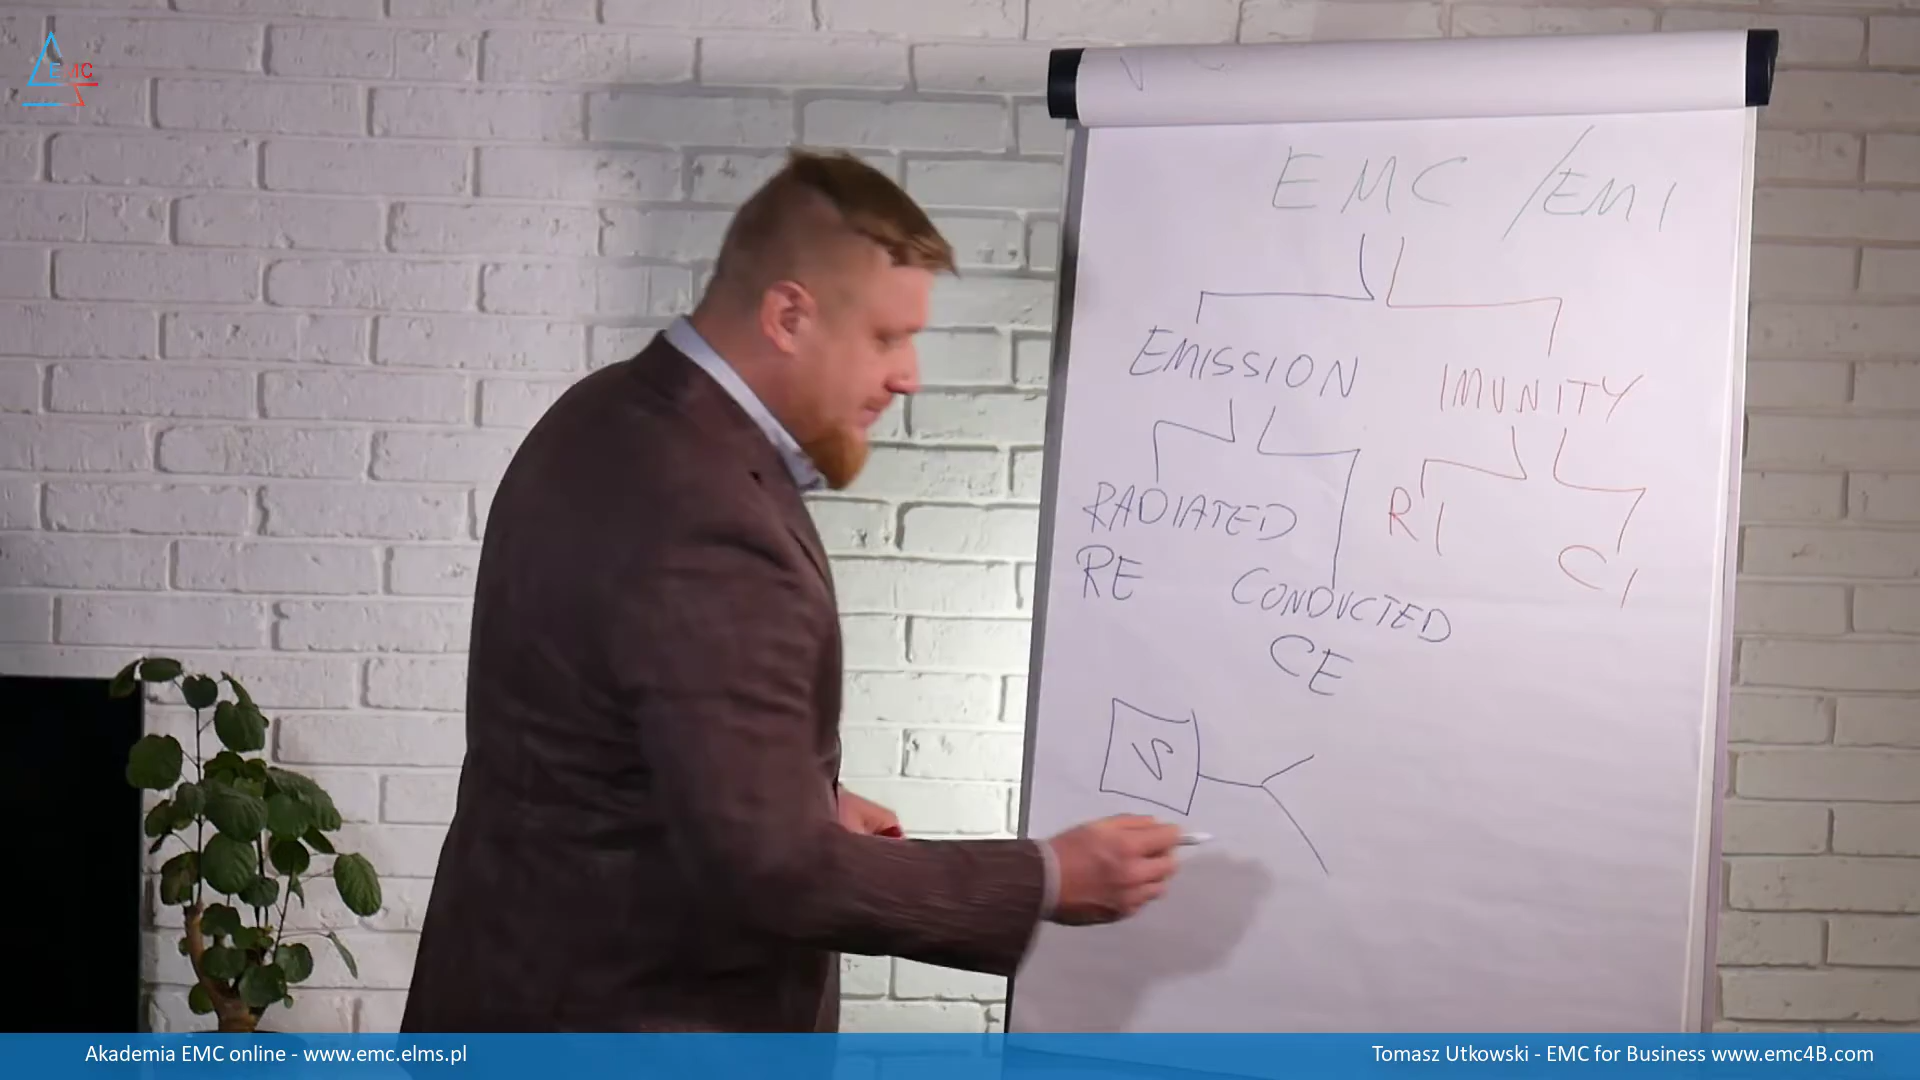 EMC
EMC /EMI
EMISSION
IMUNITY
RADIATED
RE
CONDUCTED
CE
RI
CI
S
Akademia EMC online - www.emc.elms.pl
Tomasz Utkowski - EMC for Business www.emc4B.com